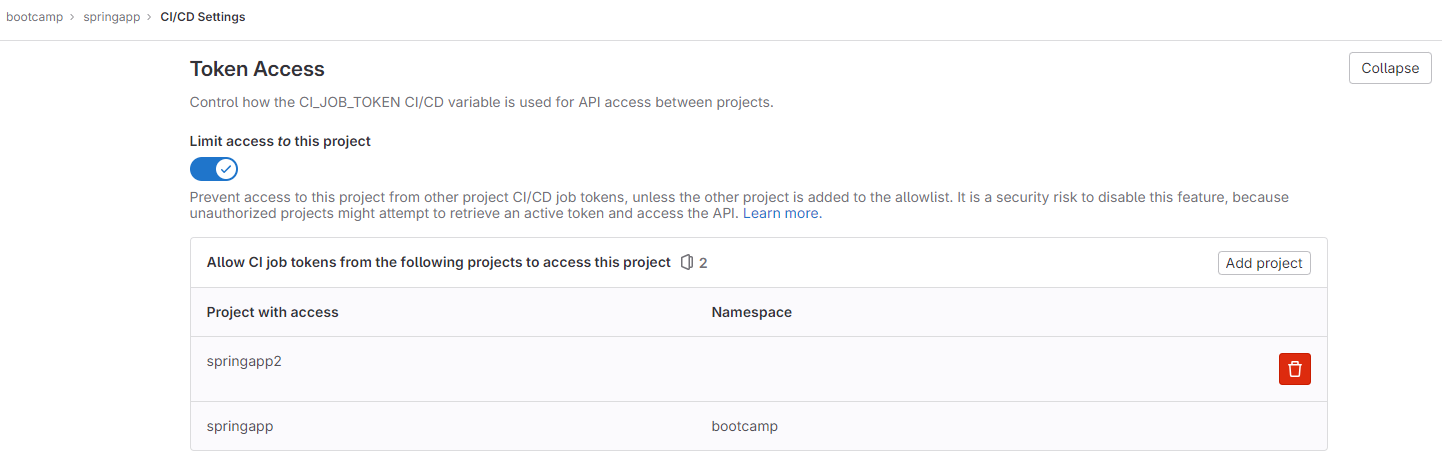 bootcamp › springapp › CI/CD Settings
Token Access
Collapse
Control how the CI_JOB_TOKEN CI/CD variable is used for API access between projects.
Limit access to this project
Prevent access to this project from other project CI/CD job tokens, unless the other project is added to the allowlist. It is a security risk to disable this feature, because
unauthorized projects might attempt to retrieve an active token and access the API. Learn more.
Allow CI job tokens from the following projects to access this project 2
Add project
Project with access Namespace
springapp2
springapp bootcamp